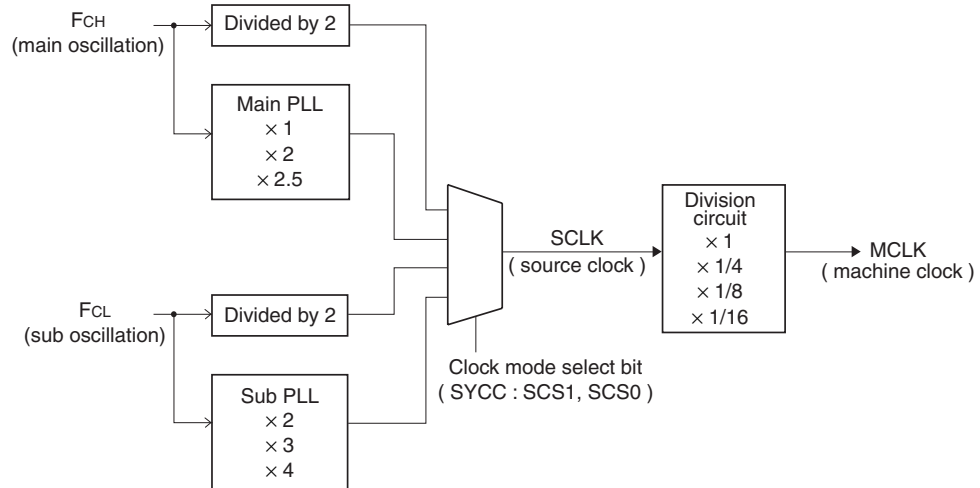 FCH
(main oscillation)
Divided by 2
Main PLL
× 1
× 2
× 2.5
FCL
(sub oscillation)
Divided by 2
Sub PLL
× 2
× 3
× 4
Clock mode select bit
( SYCC : SCS1, SCS0 )
SCLK
( source clock )
Division
circuit
× 1
× 1/4
× 1/8
× 1/16
MCLK
( machine clock )